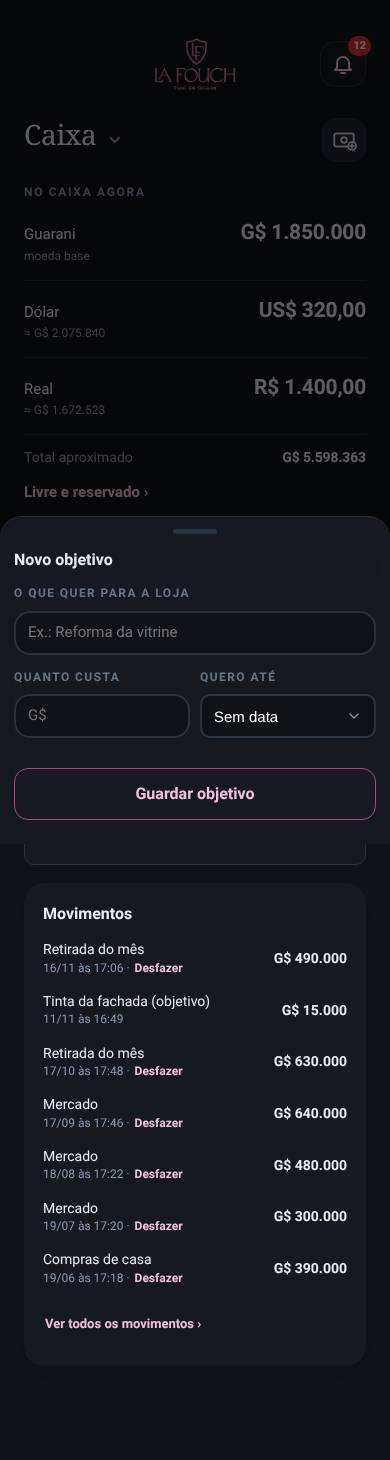 LA FOUCH
Tudo de Óculos
12
Caixa
NO CAIXA AGORA
Guarani
G$ 1.850.000
moeda base
Dólar
US$ 320,00
≈ G$ 2.075.840
Real
R$ 1.400,00
≈ G$ 1.672.523
Total aproximado
G$ 5.598.363
Livre e reservado ›
Novo objetivo
O QUE QUER PARA A LOJA
Ex.: Reforma da vitrine
QUANTO CUSTA
QUERO ATÉ
G$
Sem data
Guardar objetivo
Movimentos
Retirada do mês
G$ 490.000
16/11 às 17:06 · Desfazer
Tinta da fachada (objetivo)
G$ 15.000
11/11 às 16:49
Retirada do mês
G$ 630.000
17/10 às 17:48 · Desfazer
Mercado
G$ 640.000
17/09 às 17:46 · Desfazer
Mercado
G$ 480.000
18/08 às 17:22 · Desfazer
Mercado
G$ 300.000
19/07 às 17:20 · Desfazer
Compras de casa
G$ 390.000
19/06 às 17:18 · Desfazer
Ver todos os movimentos ›